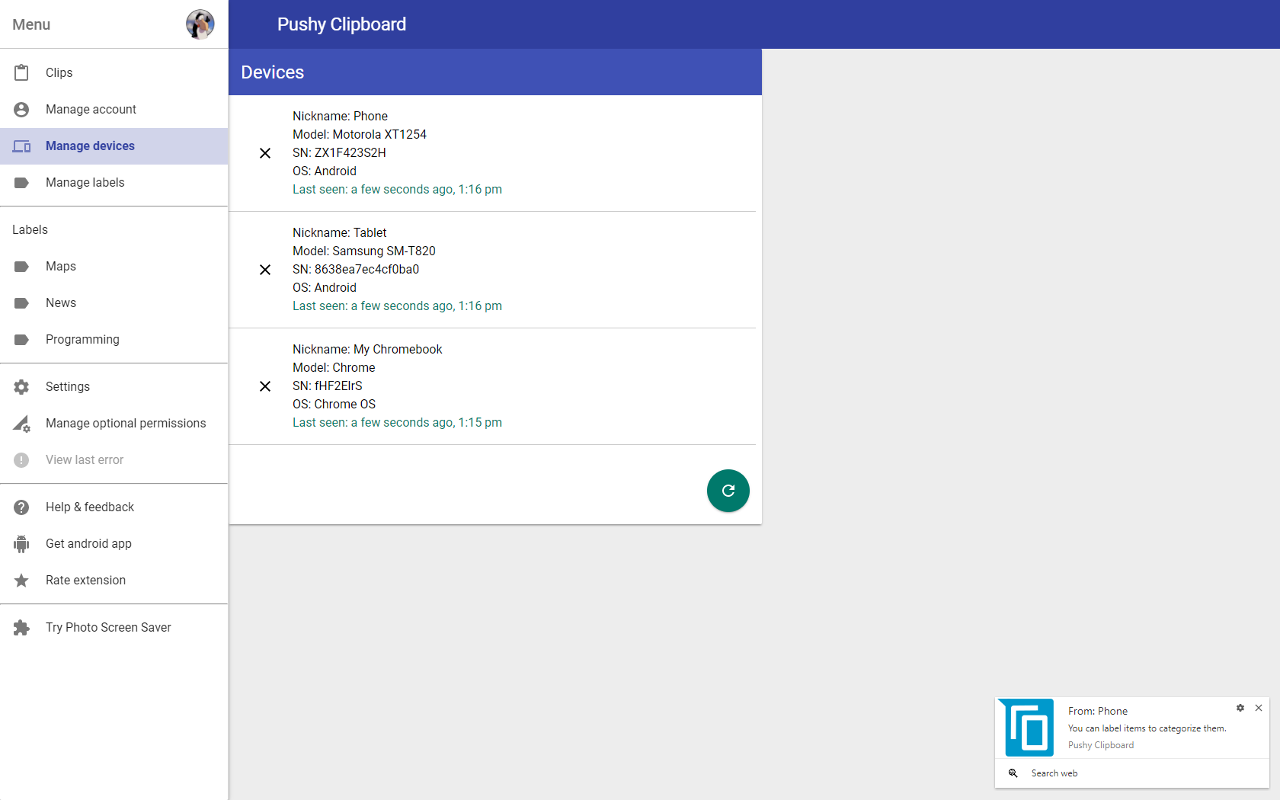 Menu
Pushy Clipboard
Clips
Manage account
Manage devices
Manage labels
Labels
Maps
News
Programming
Settings
Manage optional permissions
View last error
Help & feedback
Get android app
Rate extension
Try Photo Screen Saver
Devices
Nickname: Phone
Model: Motorola XT1254
SN: ZX1F423S2H
OS: Android
Last seen: a few seconds ago, 1:16 pm
Nickname: Tablet
Model: Samsung SM-T820
SN: 8638ea7ec4cf0ba0
OS: Android
Last seen: a few seconds ago, 1:16 pm
Nickname: My Chromebook
Model: Chrome
SN: fHF2EIrS
OS: Chrome OS
Last seen: a few seconds ago, 1:15 pm
From: Phone
You can label items to categorize them.
Pushy Clipboard
Search web